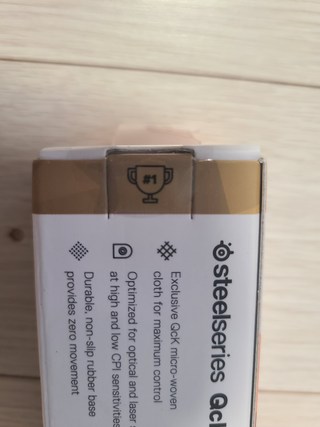 #1
steelseries QcK
Exclusive QcK micro-woven
cloth for maximum control
Optimized for optical and laser
at high and low CPI sensitivities
Durable, non-slip rubber base
provides zero movement